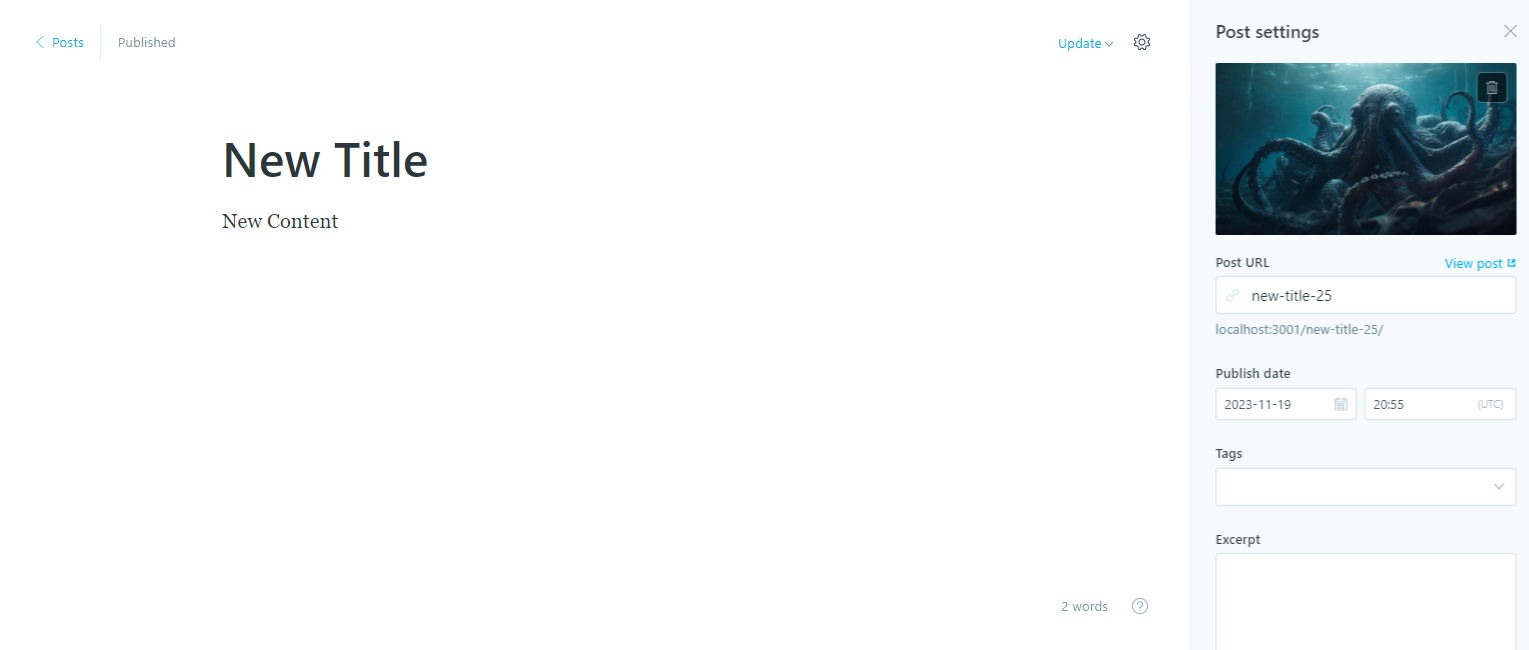 Posts
Published
Update
New Title
New Content
2 words
?
Post settings
Post URL
View post
new-title-25
localhost:3001/new-title-25/
Publish date
2023-11-19
20:55
(UTC)
Tags
Excerpt